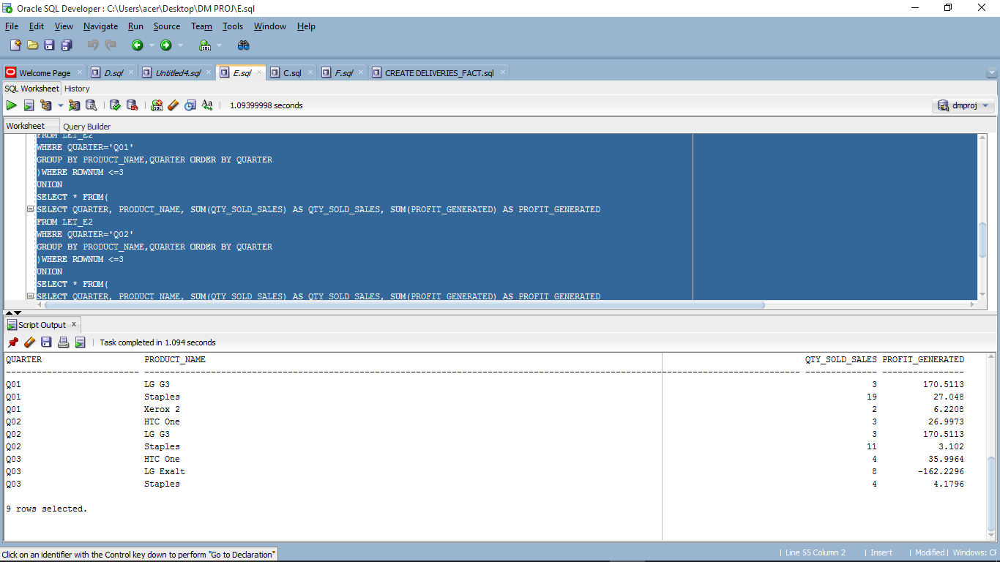 Oracle SQL Developer : C:\Users\acer\Desktop\DM PROJ\E.sql
File Edit View Navigate Run Source Team Tools Window Help
Welcome Page D.sql Untitled4.sql E.sql C.sql F.sql CREATE DELIVERIES_FACT.sql
SQL Worksheet History
1.09399998 seconds dmproj
Worksheet Query Builder
FROM LET_E2
WHERE QUARTER='Q01'
GROUP BY PRODUCT_NAME,QUARTER ORDER BY QUARTER
)WHERE ROWNUM <=3
UNION
SELECT * FROM(
SELECT QUARTER, PRODUCT_NAME, SUM(QTY_SOLD_SALES) AS QTY_SOLD_SALES, SUM(PROFIT_GENERATED) AS PROFIT_GENERATED
FROM LET_E2
WHERE QUARTER='Q02'
GROUP BY PRODUCT_NAME,QUARTER ORDER BY QUARTER
)WHERE ROWNUM <=3
UNION
SELECT * FROM(
SELECT QUARTER, PRODUCT_NAME, SUM(QTY_SOLD_SALES) AS QTY_SOLD_SALES, SUM(PROFIT_GENERATED) AS PROFIT_GENERATED
Script Output x
Task completed in 1.094 seconds
QUARTER PRODUCT_NAME QTY_SOLD_SALES PROFIT_GENERATED
Q01 LG G3 3 170.5113
Q01 Staples 19 27.048
Q01 Xerox 2 2 6.2208
Q02 HTC One 3 26.9973
Q02 LG G3 3 170.5113
Q02 Staples 11 3.102
Q03 HTC One 4 35.9964
Q03 LG Exalt 8 -162.2296
Q03 Staples 4 4.1796
9 rows selected.
Click on an identifier with the Control key down to perform "Go to Declaration"
Line 55 Column 2 | Insert | Modified | Windows: CF